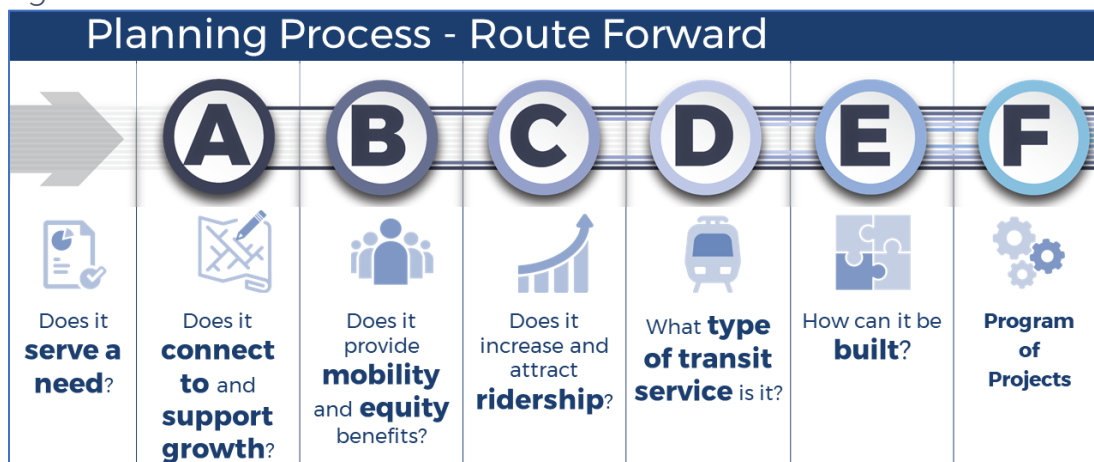 Planning Process - Route Forward
A B C D E F
Does it
serve a
need?
Does it
connect
to and
support
growth?
Does it
provide
mobility
and equity
benefits?
Does it
increase and
attract
ridership?
What type
of transit
service is it?
How can it be
built?
Program
of
Projects